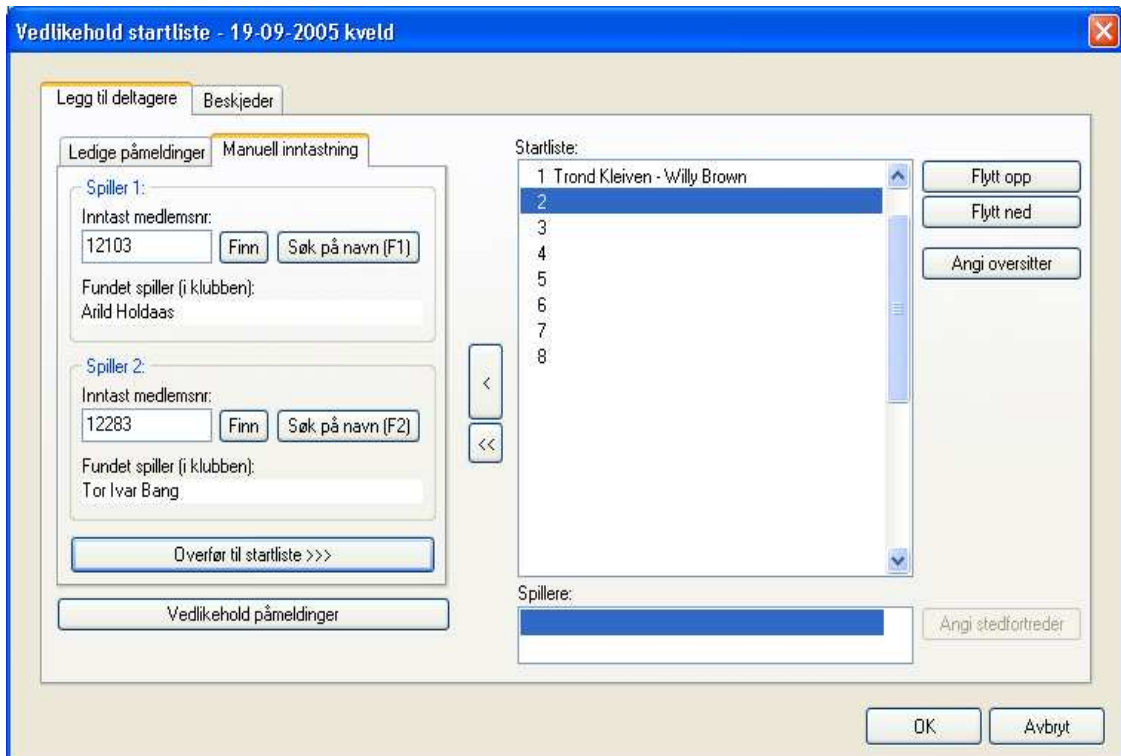 Vedlikehold startliste - 19-09-2005 kveld
Legg til deltagere
Beskjeder
Ledige påmeldinger
Manuell inntastning
Spiller 1:
Inntast medlemsnr:
12103
Finn
Søk på navn (F1)
Fundet spiller (i klubben):
Arild Holdaas
Spiller 2:
Inntast medlemsnr:
12283
Finn
Søk på navn (F2)
Fundet spiller (i klubben):
Tor Ivar Bang
Overfør til startliste >>>
Vedlikehold påmeldinger
<
<<
Startliste:
1 Trond Kleiven - Willy Brown
2
3
4
5
6
7
8
Spillere:
Flytt opp
Flytt ned
Angi oversitter
Angi stedfortreder
OK
Avbryt